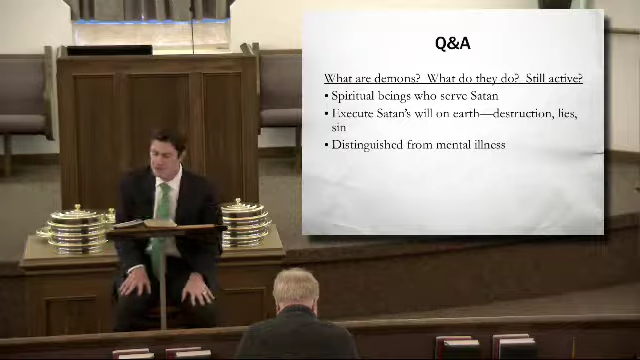 Q&A
What are demons? What do they do? Still active?
▪ Spiritual beings who serve Satan
▪ Execute Satan's will on earth—destruction, lies,
sin
▪ Distinguished from mental illness